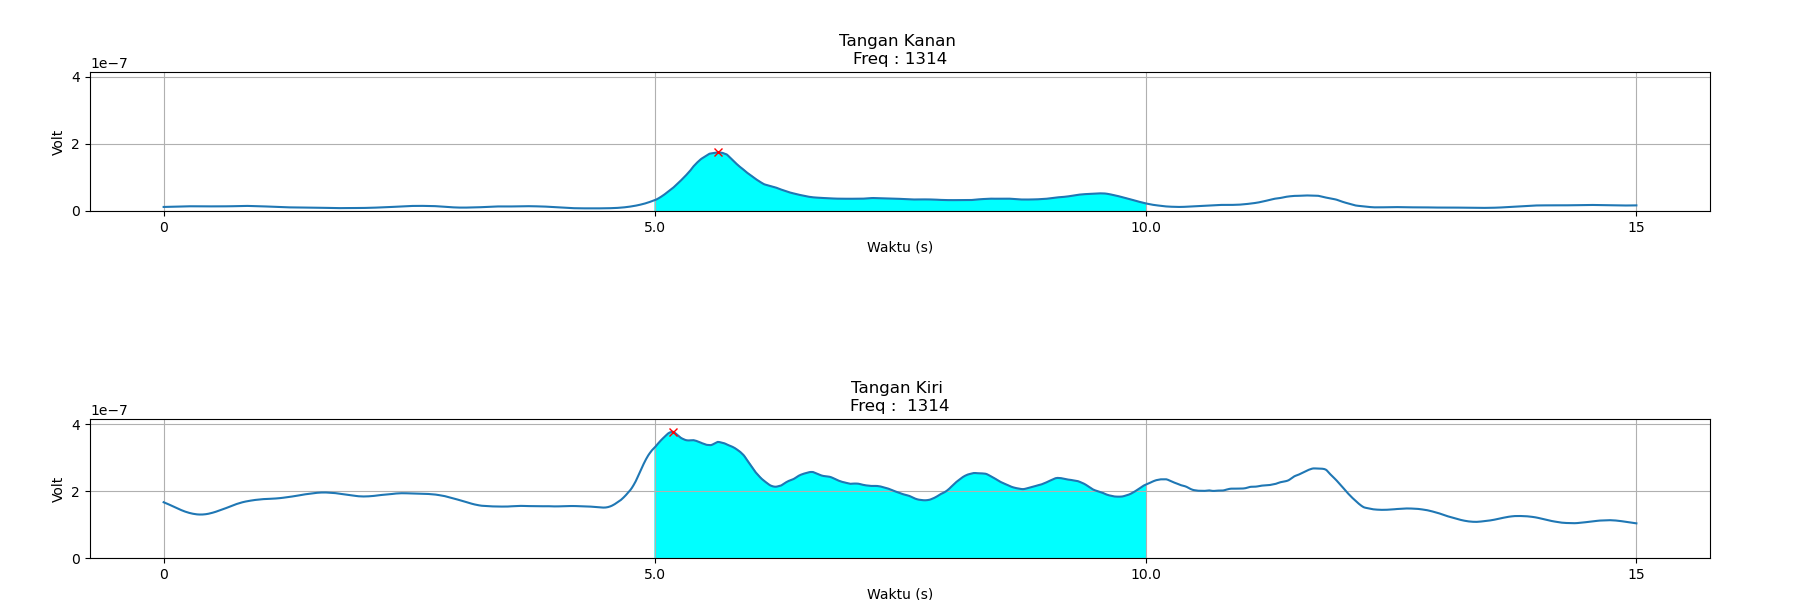 Tangan Kanan
Freq : 1314
1e−7
4
2
0
Volt
0 5.0 10.0 15
Waktu (s)
Tangan Kiri
Freq :  1314
1e−7
4
2
0
Volt
0 5.0 10.0 15
Waktu (s)